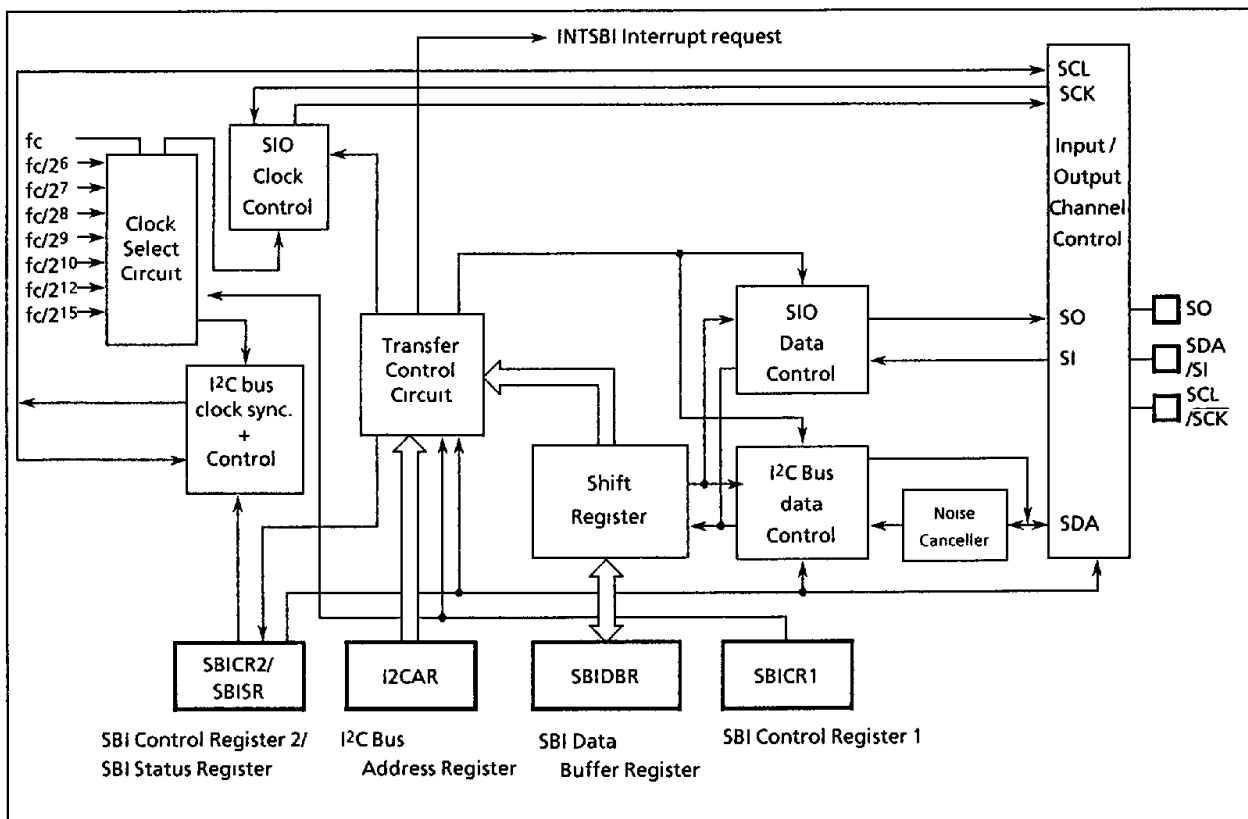 INTSBI Interrupt request
SCL
SCK
fc
fc/2⁶
fc/2⁷
fc/2⁸
fc/2⁹
fc/2¹⁰
fc/2¹²
fc/2¹⁵
Clock
Select
Circuit
SIO
Clock
Control
Input /
Output
Channel
Control
Transfer
Control
Circuit
SIO
Data
Control
SO
SI
SO
SDA
/SI
SCL
/S̅C̅K̅
I²C bus
clock sync.
+
Control
Shift
Register
I²C Bus
data
Control
Noise
Canceller
SDA
SBICR2/
SBISR
I2CAR
SBIDBR
SBICR1
SBI Control Register 2/
SBI Status Register
I²C Bus
Address Register
SBI Data
Buffer Register
SBI Control Register 1